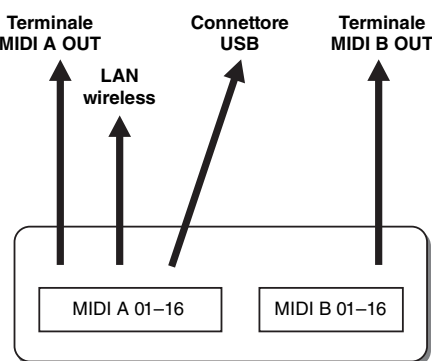 Terminale
MIDI A OUT
LAN
wireless
Connettore
USB
Terminale
MIDI B OUT
MIDI A 01–16
MIDI B 01–16